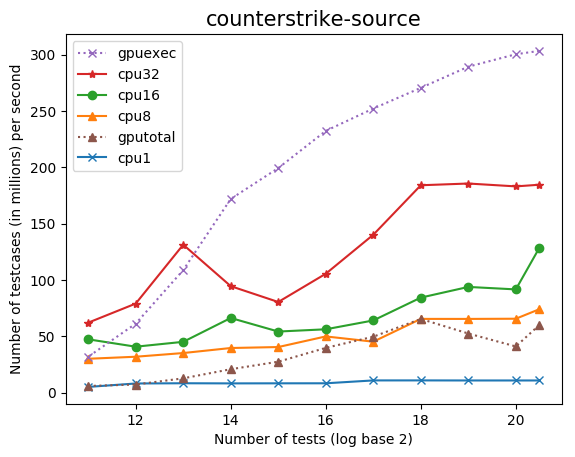 counterstrike-source
gpuexec
cpu32
cpu16
cpu8
gputotal
cpu1
Number of testcases (in millions) per second
300
250
200
150
100
50
0
12
14
16
18
20
Number of tests (log base 2)